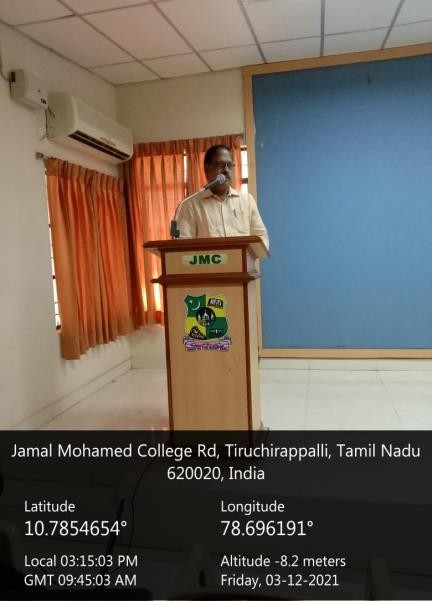 JMC
Jamal Mohamed College Rd, Tiruchirappalli, Tamil Nadu
620020, India
Latitude
Longitude
10.7854654°
78.696191°
Local 03:15:03 PM
Altitude -8.2 meters
GMT 09:45:03 AM
Friday, 03-12-2021